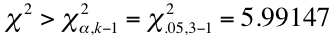 χ² > χ²α,k−1 = χ².05,3−1 = 5.99147